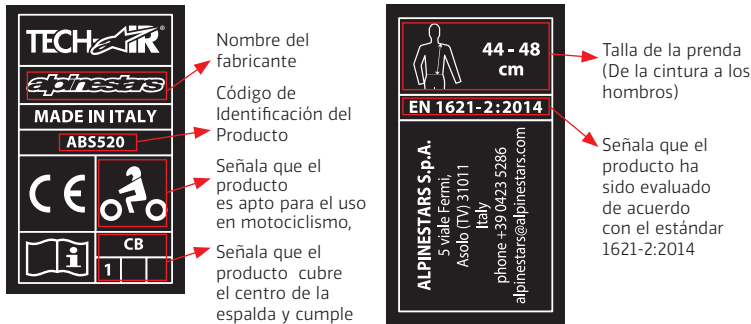 TECH AIR®
alpinestars
MADE IN ITALY
ABS520
CE
i
CB
1
Nombre del
fabricante
Código de
Identificación del
Producto
Señala que el
producto
es apto para el uso
en motociclismo,
Señala que el
producto cubre
el centro de la
espalda y cumple
44 - 48
cm
EN 1621-2:2014
ALPINESTARS S.p.A.
5 viale Fermi,
Asolo (TV) 31011
Italy
phone +39 0423 5286
alpinestars@alpinestars.com
Talla de la prenda
(De la cintura a los
hombros)
Señala que el
producto ha
sido evaluado
de acuerdo
con el estándar
1621-2:2014